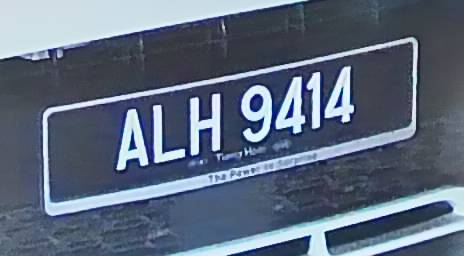 ALH 9414
The Power to Surprise